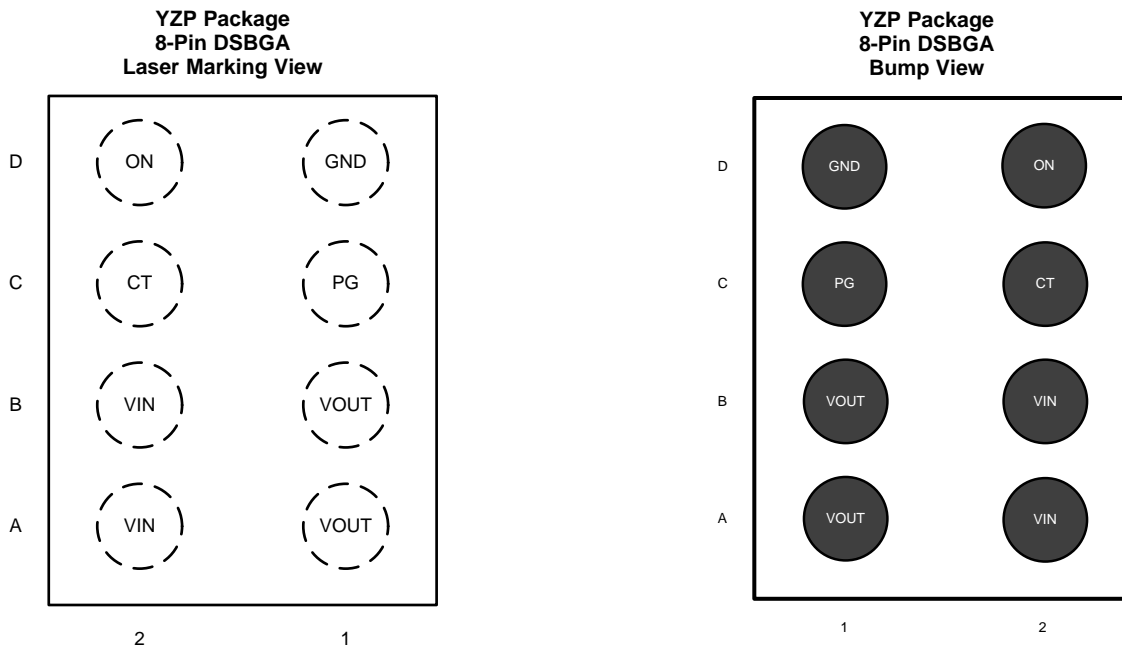 YZP Package
8-Pin DSBGA
Laser Marking View
D ON GND
C CT PG
B VIN VOUT
A VIN VOUT
2 1
YZP Package
8-Pin DSBGA
Bump View
D GND ON
C PG CT
B VOUT VIN
A VOUT VIN
1 2